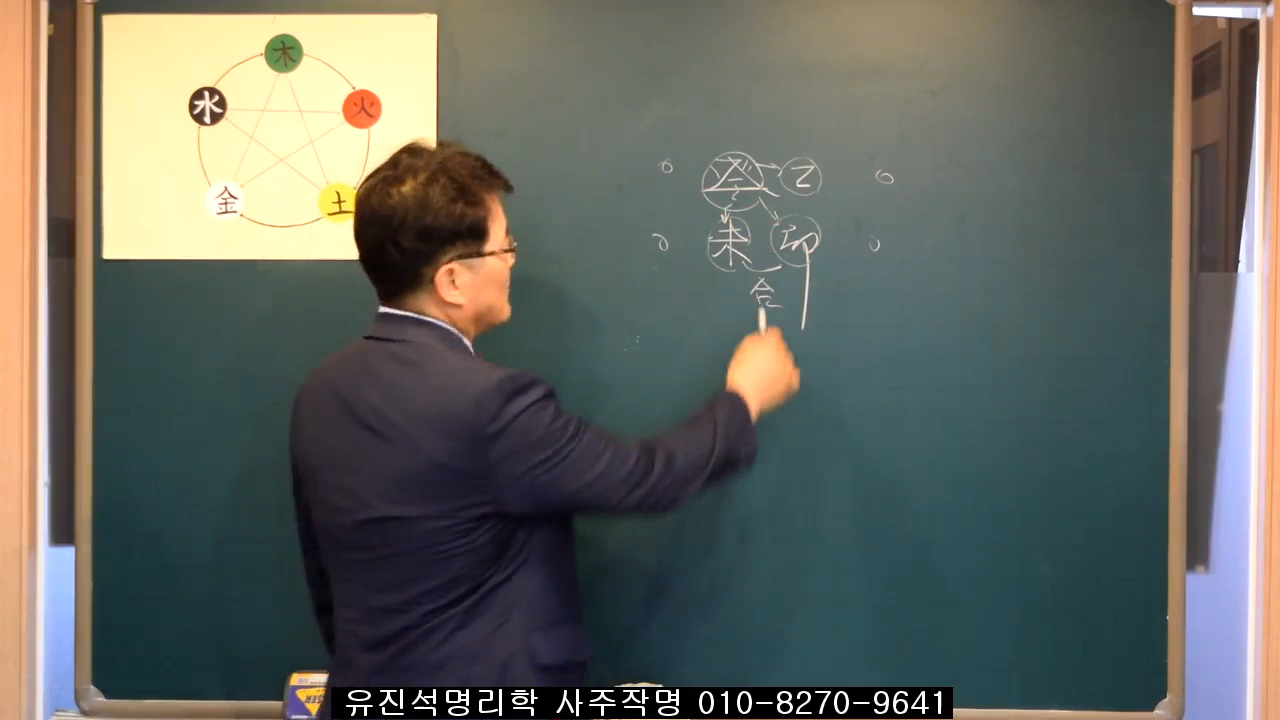 木
水 火
金 土
癸 乙
未 卯
合
유진석명리학 사주작명 010-8270-9641